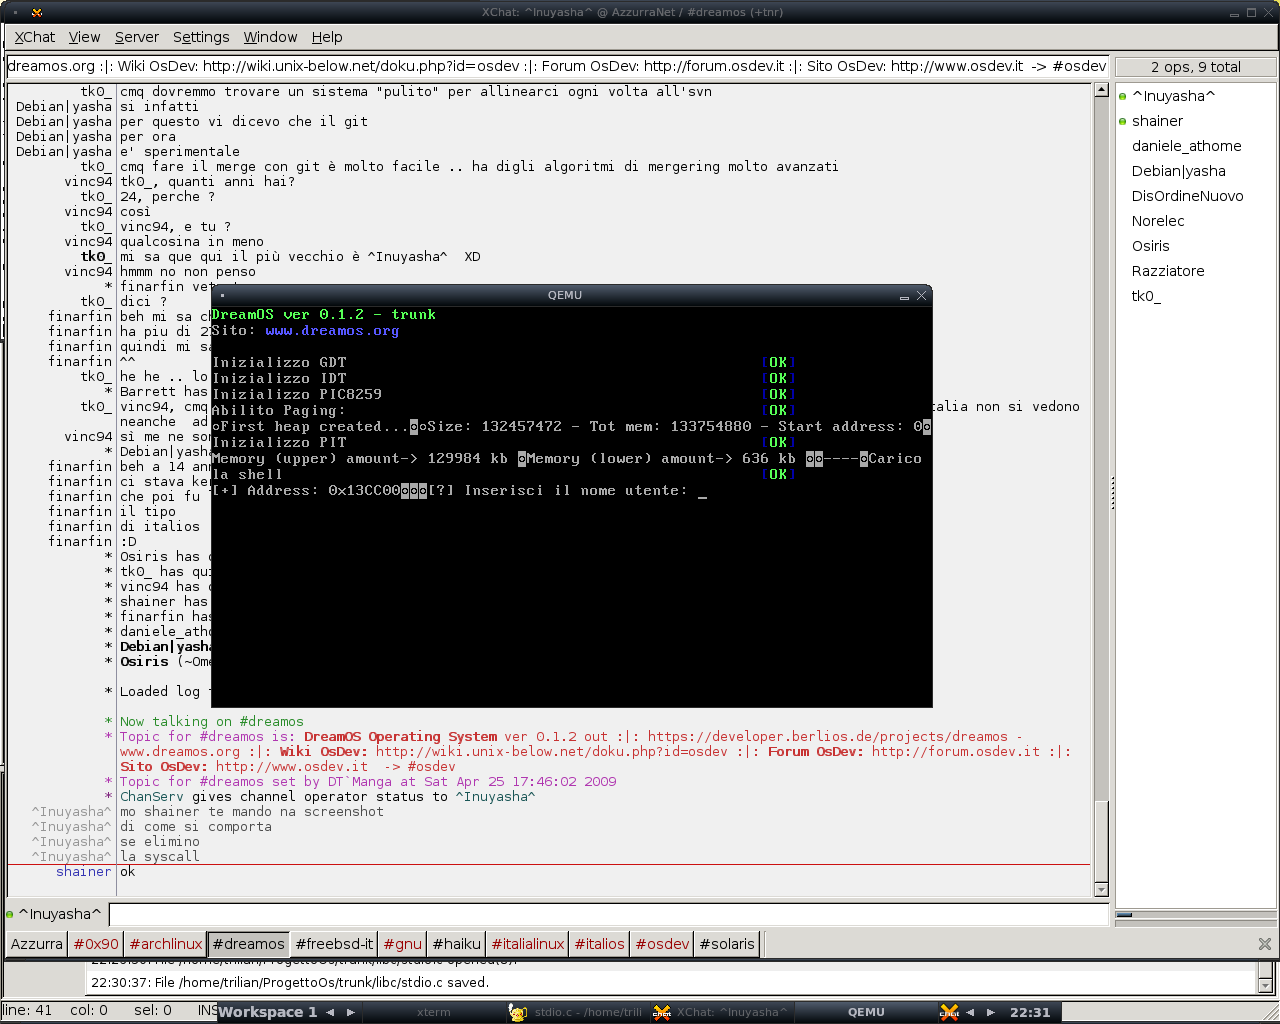 XChat: ^Inuyasha^ @ AzzurraNet / #dreamos (+tnr)
XChat View Server Settings Window Help
dreamos.org :|: Wiki OsDev: http://wiki.unix-below.net/doku.php?id=osdev :|: Forum OsDev: http://forum.osdev.it :|: Sito OsDev: http://www.osdev.it -> #osdev
2 ops, 9 total
^Inuyasha^
shainer
daniele_athome
Debian|yasha
DisOrdineNuovo
Norelec
Osiris
Razziatore
tk0_
tk0_ cmq dovremmo trovare un sistema "pulito" per allinearci ogni volta all'svn
Debian|yasha si infatti
Debian|yasha per questo vi dicevo che il git
Debian|yasha per ora
Debian|yasha e' sperimentale
tk0_ cmq fare il merge con git è molto facile .. ha digli algoritmi di mergering molto avanzati
vinc94 tk0_, quanti anni hai?
tk0_ 24, perche ?
vinc94 così
tk0_ vinc94, e tu ?
vinc94 qualcosina in meno
tk0_ mi sa che qui il più vecchio è ^Inuyasha^  XD
vinc94 hmmm no non penso
* finarfin
tk0_ dici ?
finarfin beh mi sa
finarfin ha piu di
finarfin quindi mi
finarfin ^^
tk0_ he he .. lo
* Barrett has
tk0_ vinc94, cmq italia non si vedono
neanche ad
vinc94 sì me ne
* Debian|yasha
finarfin beh a 14
finarfin ci stava
finarfin che poi fu
finarfin il tipo
finarfin di italios
finarfin :D
* Osiris has
* tk0_ has
* vinc94 has
* shainer has
* finarfin has
*
* Debian|yasha
* Osiris
* Loaded log
QEMU
DreamOS ver 0.1.2 - trunk
Sito: www.dreamos.org
Inizializzo GDT [OK]
Inizializzo IDT [OK]
Inizializzo PIC8259 [OK]
Abilito Paging: [OK]
First heap created... Size: 132457472 - Tot mem: 133754880 - Start address: 0
Inizializzo PIT [OK]
Memory (upper) amount-> 129984 kb Memory (lower) amount-> 636 kb ----Carico
la shell [OK]
[+] Address: 0x13CC00[?] Inserisci il nome utente: _
* Now talking on #dreamos
* Topic for #dreamos is: DreamOS Operating System ver 0.1.2 out :|: https://developer.berlios.de/projects/dreamos -
www.dreamos.org :|: Wiki OsDev: http://wiki.unix-below.net/doku.php?id=osdev :|: Forum OsDev: http://forum.osdev.it :|:
Sito OsDev: http://www.osdev.it  -> #osdev
* Topic for #dreamos set by DT`Manga at Sat Apr 25 17:46:02 2009
* ChanServ gives channel operator status to ^Inuyasha^
^Inuyasha^ mo shainer te mando na screenshot
^Inuyasha^ di come si comporta
^Inuyasha^ se elimino
^Inuyasha^ la syscall
shainer ok
^Inuyasha^
Azzurra #0x90 #archlinux #dreamos #freebsd-it #gnu #haiku #italialinux #italios #osdev #solaris
22:30:37: File /home/trilian/ProgettoOs/trunk/libc/stdio.c saved.
line: 41 col: 0 sel: 0 INS
Workspace 1 xterm stdio.c - /home/trili XChat: ^Inuyasha^ QEMU 22:31